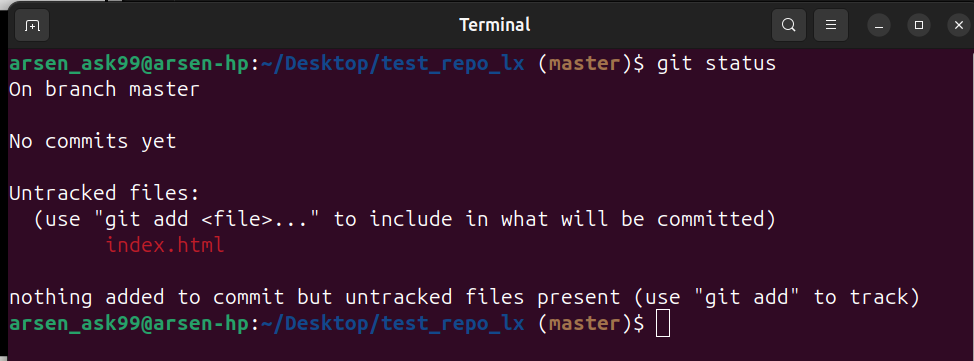 Terminal
arsen_ask99@arsen-hp:~/Desktop/test_repo_lx (master)$ git status
On branch master
No commits yet
Untracked files:
  (use "git add <file>..." to include in what will be committed)
        index.html
nothing added to commit but untracked files present (use "git add" to track)
arsen_ask99@arsen-hp:~/Desktop/test_repo_lx (master)$